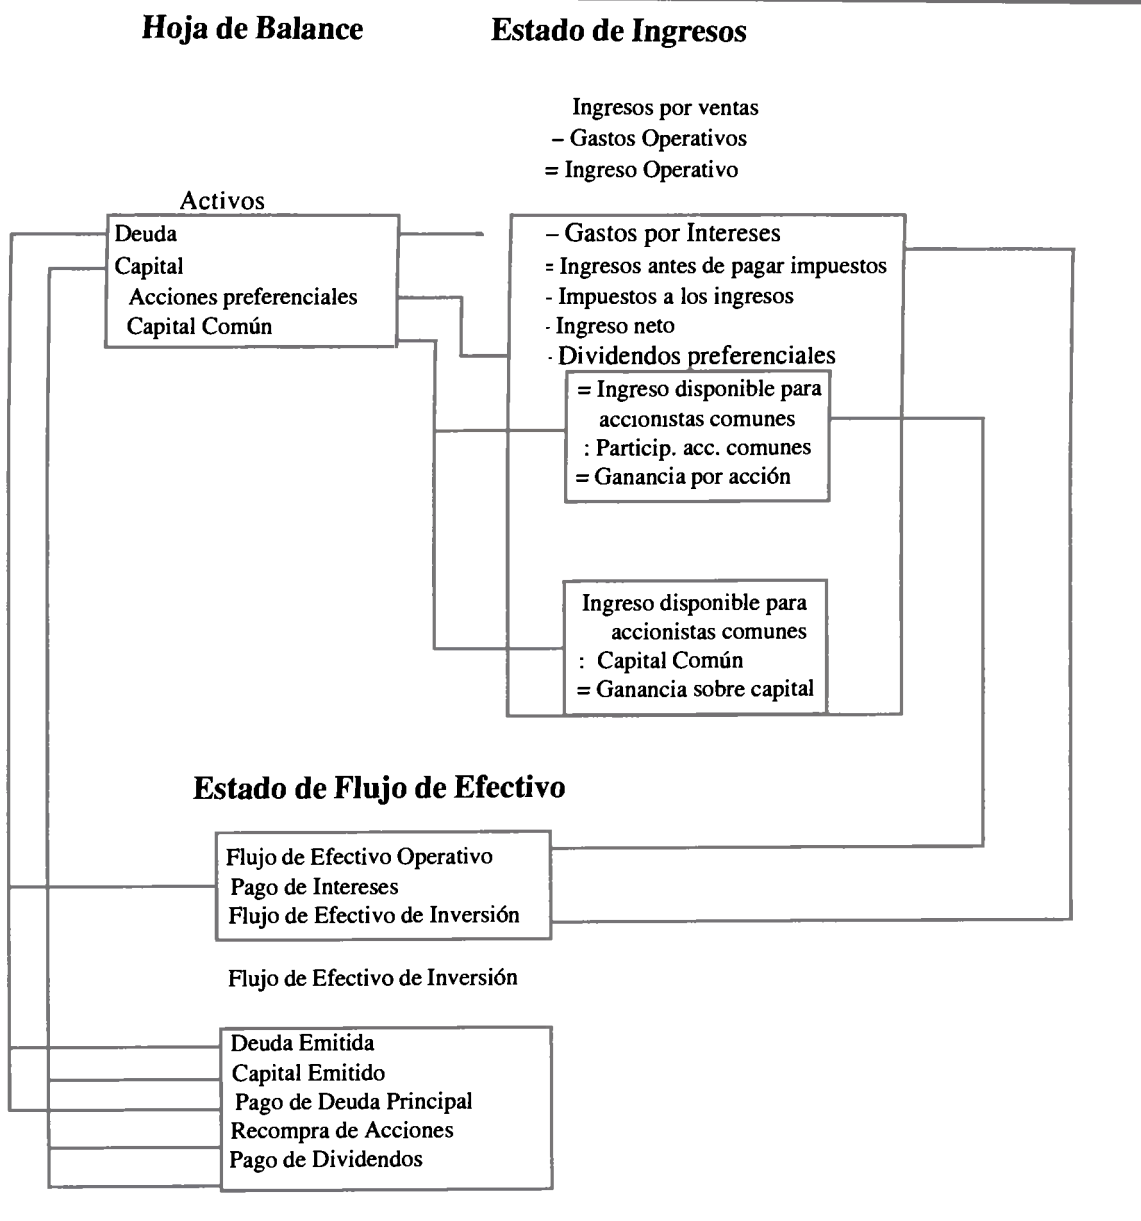 Hoja de Balance
Estado de Ingresos
Ingresos por ventas
– Gastos Operativos
= Ingreso Operativo
Activos
Deuda
Capital
Acciones preferenciales
Capital Común
– Gastos por Intereses
= Ingresos antes de pagar impuestos
- Impuestos a los ingresos
- Ingreso neto
- Dividendos preferenciales
= Ingreso disponible para
accionistas comunes
: Particip. acc. comunes
= Ganancia por acción
Ingreso disponible para
accionistas comunes
: Capital Común
= Ganancia sobre capital
Estado de Flujo de Efectivo
Flujo de Efectivo Operativo
Pago de Intereses
Flujo de Efectivo de Inversión
Flujo de Efectivo de Inversión
Deuda Emitida
Capital Emitido
Pago de Deuda Principal
Recompra de Acciones
Pago de Dividendos